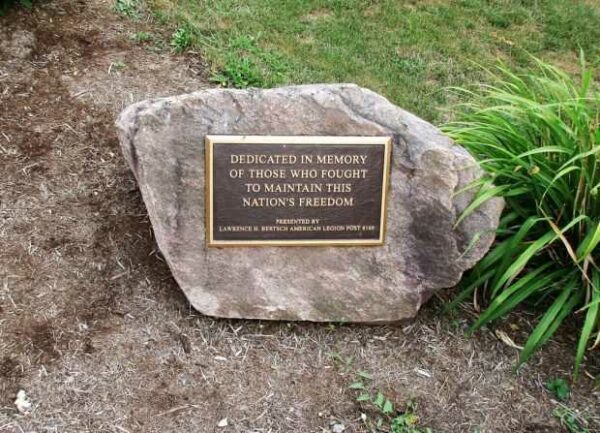 DEDICATED IN MEMORY
OF THOSE WHO FOUGHT
TO MAINTAIN THIS
NATION'S FREEDOM
PRESENTED BY
LAWRENCE H. BERTSCH AMERICAN LEGION POST